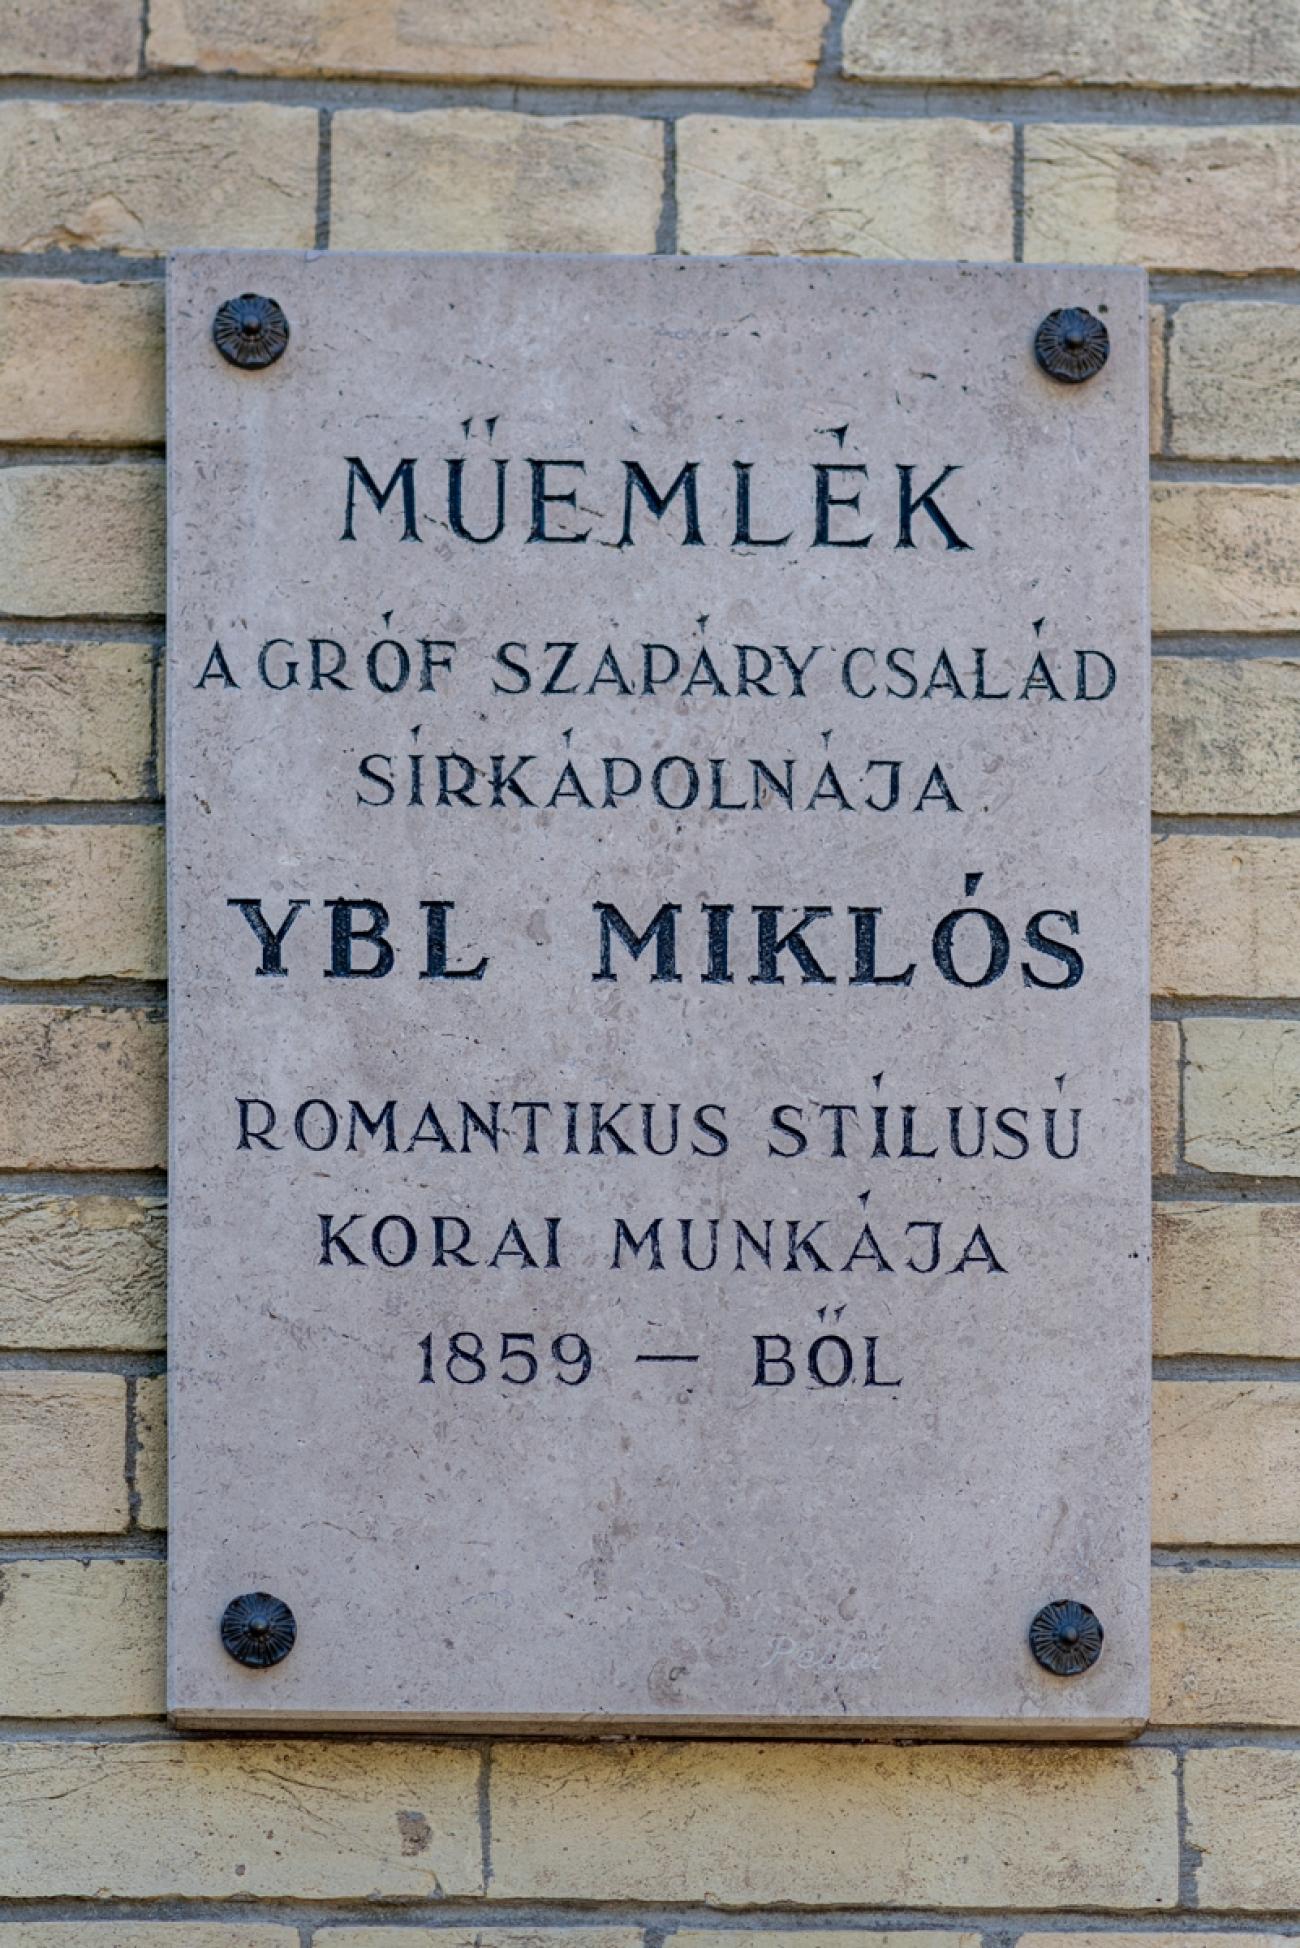 MŰEMLÉK
A GRÓF SZAPÁRY CSALÁD
SÍRKÁPOLNÁJA
YBL MIKLÓS
ROMANTIKUS STÍLUSÚ
KORAI MUNKÁJA
1859 — BŐL